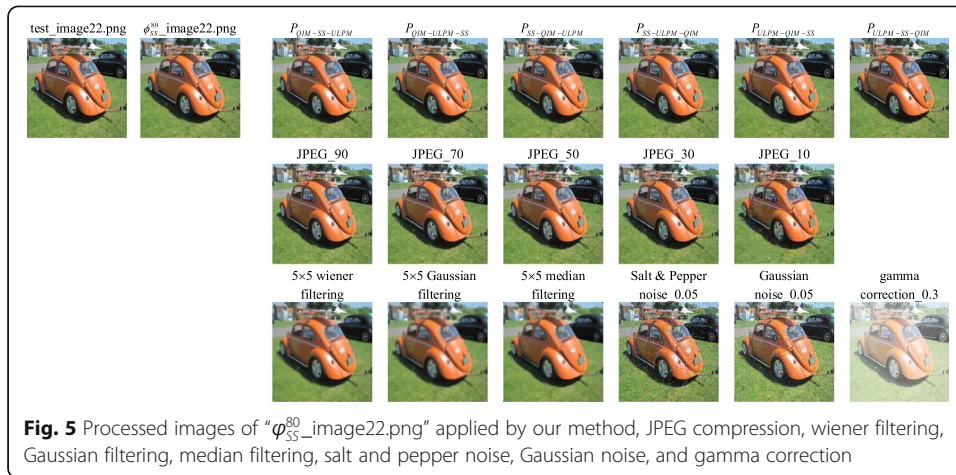 test_image22.png φ_SS^80_image22.png P_QIM-SS-ULPM P_QIM-ULPM-SS P_SS-QIM-ULPM P_SS-ULPM-QIM P_ULPM-QIM-SS P_ULPM-SS-QIM
JPEG_90 JPEG_70 JPEG_50 JPEG_30 JPEG_10
5×5 wiener 5×5 Gaussian 5×5 median Salt & Pepper Gaussian gamma
filtering filtering filtering noise_0.05 noise_0.05 correction_0.3
Fig. 5 Processed images of “φ_SS^80_image22.png” applied by our method, JPEG compression, wiener filtering,
Gaussian filtering, median filtering, salt and pepper noise, Gaussian noise, and gamma correction